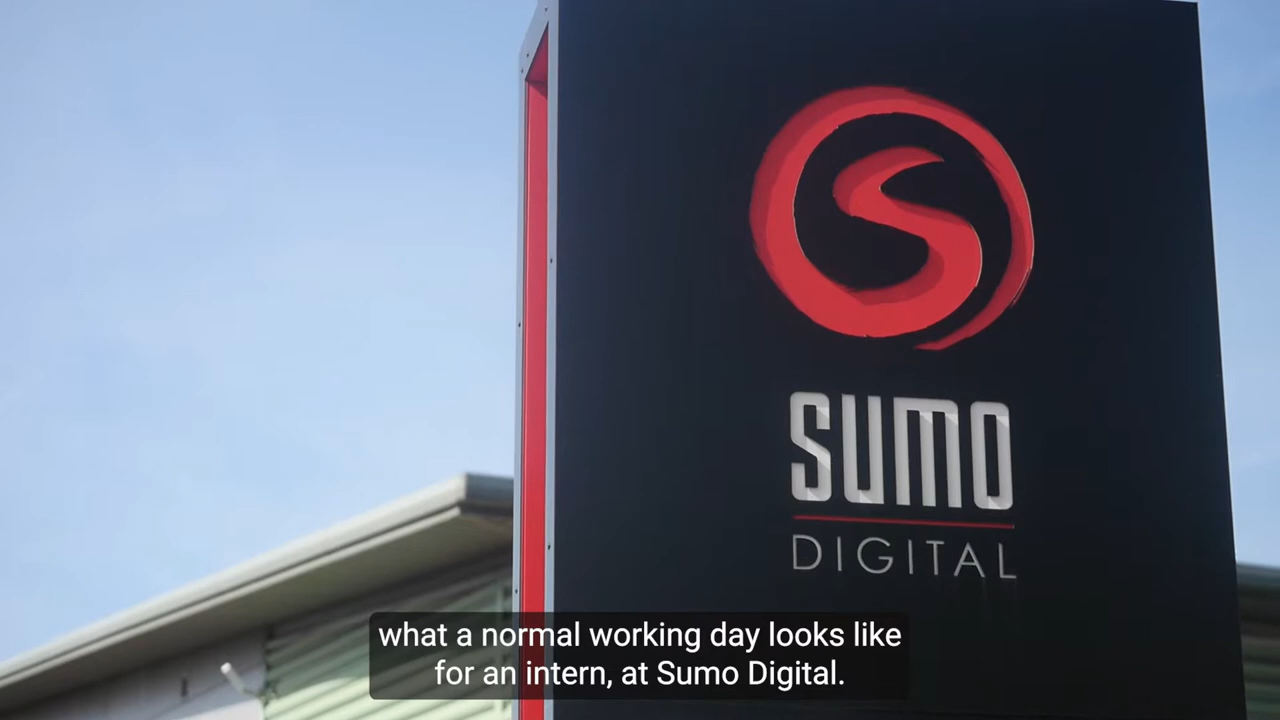 SUMO
DIGITAL
what a normal working day looks like
for an intern, at Sumo Digital.